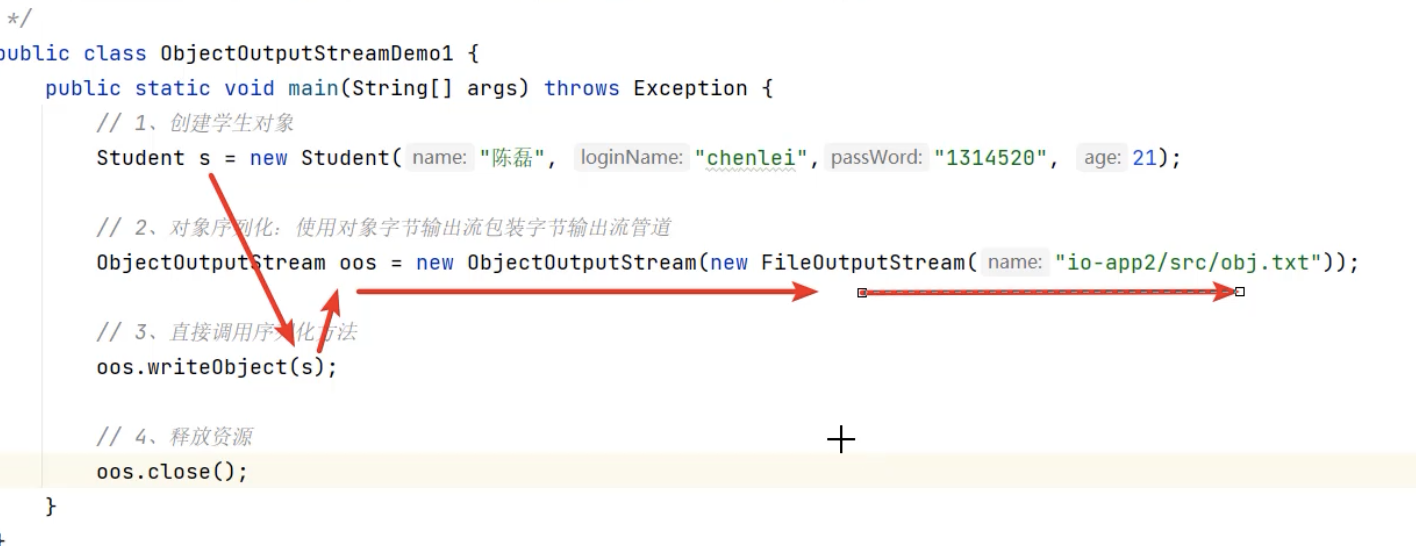 */
public class ObjectOutputStreamDemo1 {
public static void main(String[] args) throws Exception {
// 1、创建学生对象
Student s = new Student( name: "陈磊", loginName: "chenlei", passWord: "1314520", age: 21);
// 2、对象序列化：使用对象字节输出流包装字节输出流管道
ObjectOutputStream oos = new ObjectOutputStream(new FileOutputStream( name: "io-app2/src/obj.txt"));
// 3、直接调用序列化方法
oos.writeObject(s);
// 4、释放资源
oos.close();
}
}